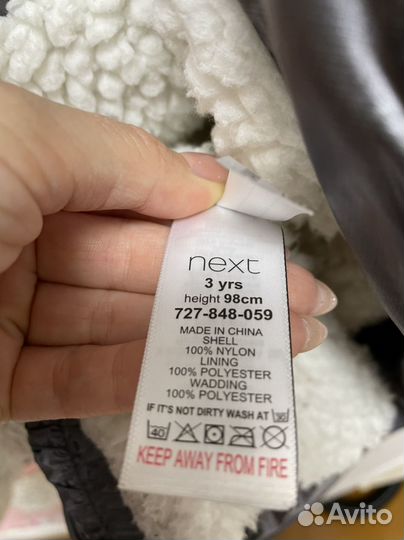 next
3 yrs
height 98cm
727-848-059
MADE IN CHINA
SHELL
100% NYLON
LINING
100% POLYESTER
WADDING
100% POLYESTER
IF IT'S NOT DIRTY WASH AT 30
40
KEEP AWAY FROM FIRE
Avito